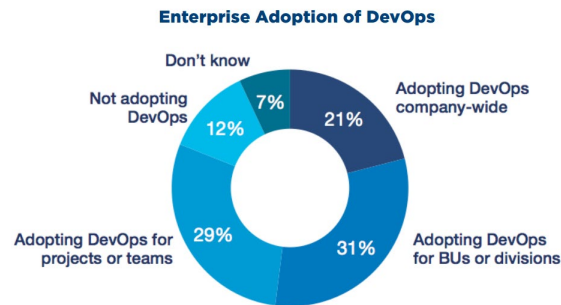 Enterprise Adoption of DevOps
Don't know
7%
Adopting DevOps
company-wide
21%
Not adopting
DevOps
12%
Adopting DevOps for
projects or teams
29%
31%
Adopting DevOps
for BUs or divisions